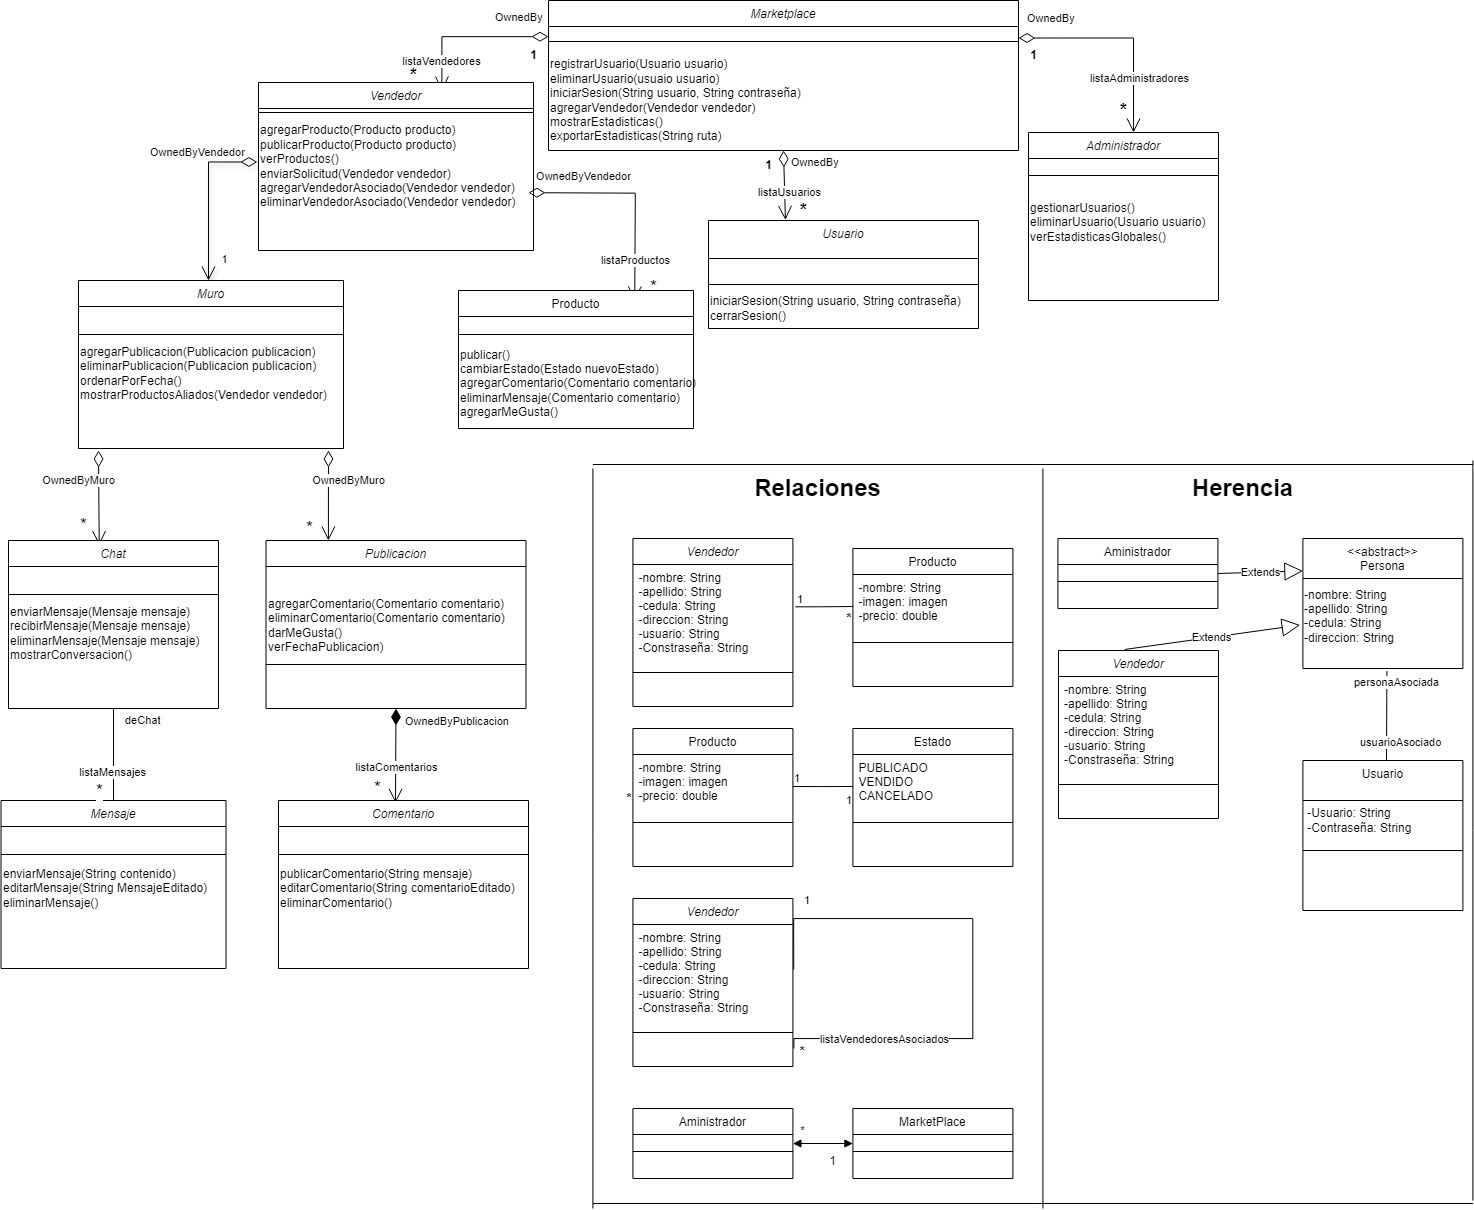 Marketplace
registrarUsuario(Usuario usuario)
eliminarUsuario(usuaio usuario)
iniciarSesion(String usuario, String contraseña)
agregarVendedor(Vendedor vendedor)
mostrarEstadisticas()
exportarEstadisticas(String ruta)
OwnedBy
1
listaVendedores
*
OwnedBy
1
listaAdministradores
*
1
OwnedBy
listaUsuarios
*
Vendedor
agregarProducto(Producto producto)
publicarProducto(Producto producto)
verProductos()
enviarSolicitud(Vendedor vendedor)
agregarVendedorAsociado(Vendedor vendedor)
eliminarVendedorAsociado(Vendedor vendedor)
Administrador
gestionarUsuarios()
eliminarUsuario(Usuario usuario)
verEstadisticasGlobales()
OwnedByVendedor
1
OwnedByVendedor
listaProductos
*
Usuario
iniciarSesion(String usuario, String contraseña)
cerrarSesion()
Muro
agregarPublicacion(Publicacion publicacion)
eliminarPublicacion(Publicacion publicacion)
ordenarPorFecha()
mostrarProductosAliados(Vendedor vendedor)
Producto
publicar()
cambiarEstado(Estado nuevoEstado)
agregarComentario(Comentario comentario)
eliminarMensaje(Comentario comentario)
agregarMeGusta()
OwnedByMuro
*
OwnedByMuro
*
Chat
enviarMensaje(Mensaje mensaje)
recibirMensaje(Mensaje mensaje)
eliminarMensaje(Mensaje mensaje)
mostrarConversacion()
Publicacion
agregarComentario(Comentario comentario)
eliminarComentario(Comentario comentario)
darMeGusta()
verFechaPublicacion)
deChat
listaMensajes
*
OwnedByPublicacion
listaComentarios
*
Mensaje
enviarMensaje(String contenido)
editarMensaje(String MensajeEditado)
eliminarMensaje()
Comentario
publicarComentario(String mensaje)
editarComentario(String comentarioEditado)
eliminarComentario()
Relaciones
Vendedor
-nombre: String
-apellido: String
-cedula: String
-direccion: String
-usuario: String
-Constraseña: String
1
*
Producto
-nombre: String
-imagen: imagen
-precio: double
Producto
-nombre: String
-imagen: imagen
-precio: double
*
1
1
Estado
PUBLICADO
VENDIDO
CANCELADO
Vendedor
-nombre: String
-apellido: String
-cedula: String
-direccion: String
-usuario: String
-Constraseña: String
1
listaVendedoresAsociados
*
Aministrador
*
1
MarketPlace
Herencia
Aministrador
Extends
<<abstract>>
Persona
-nombre: String
-apellido: String
-cedula: String
-direccion: String
Extends
Vendedor
-nombre: String
-apellido: String
-cedula: String
-direccion: String
-usuario: String
-Constraseña: String
personaAsociada
usuarioAsociado
Usuario
-Usuario: String
-Contraseña: String